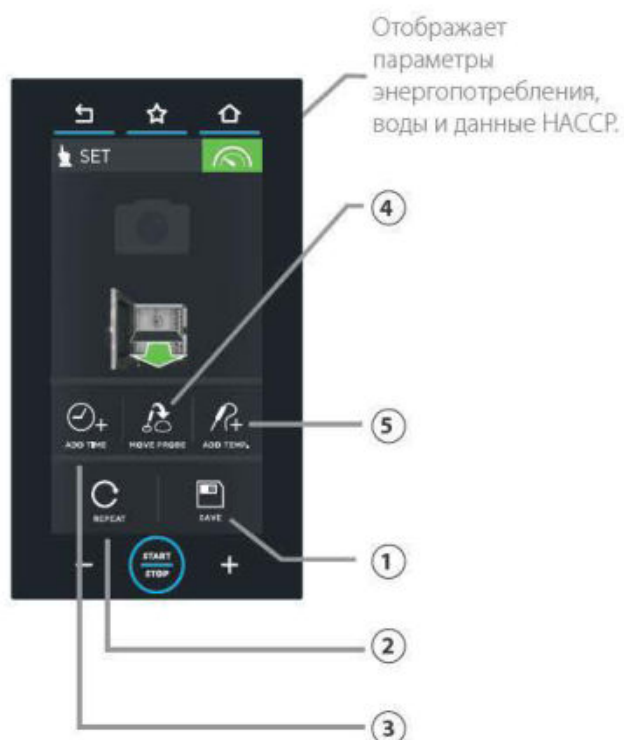 Отображает
параметры
энергопотребления,
воды и данные HACCP.
SET
4
ADD TIME MOVE PROBE ADD TEMP.
5
REPEAT SAVE
1
- START STOP +
2
3